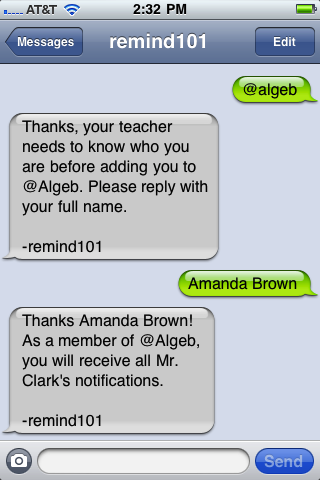 AT&T 2:32 PM
Messages remind101 Edit
@algeb
Thanks, your teacher
needs to know who you
are before adding you to
@Algeb. Please reply with
your full name.
-remind101
Amanda Brown
Thanks Amanda Brown!
As a member of @Algeb,
you will receive all Mr.
Clark's notifications.
-remind101
Send